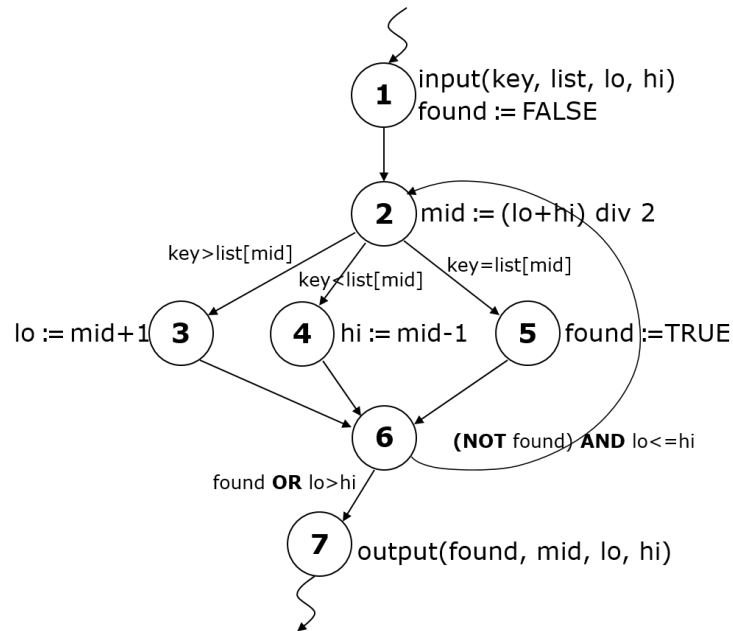 1 input(key, list, lo, hi)
found := FALSE
2 mid := (lo+hi) div 2
key>list[mid]
key<list[mid]
key=list[mid]
lo := mid+1 3
4 hi := mid-1
5 found :=TRUE
6
(NOT found) AND lo<=hi
found OR lo>hi
7 output(found, mid, lo, hi)